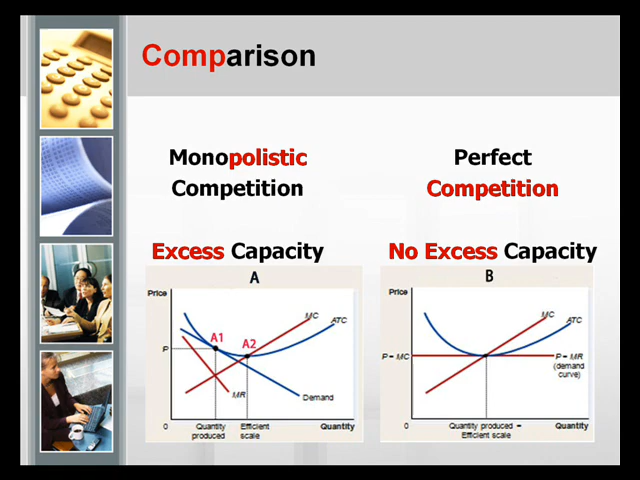 Comparison
Monopolistic
Competition
Perfect
Competition
Excess Capacity
No Excess Capacity
A
Price
MC
ATC
A1
A2
P
MR
Demand
0
Quantity
produced
Efficient
scale
Quantity
B
Price
MC
ATC
P = MC
P = MR
(demand
curve)
0
Quantity produced =
Efficient scale
Quantity